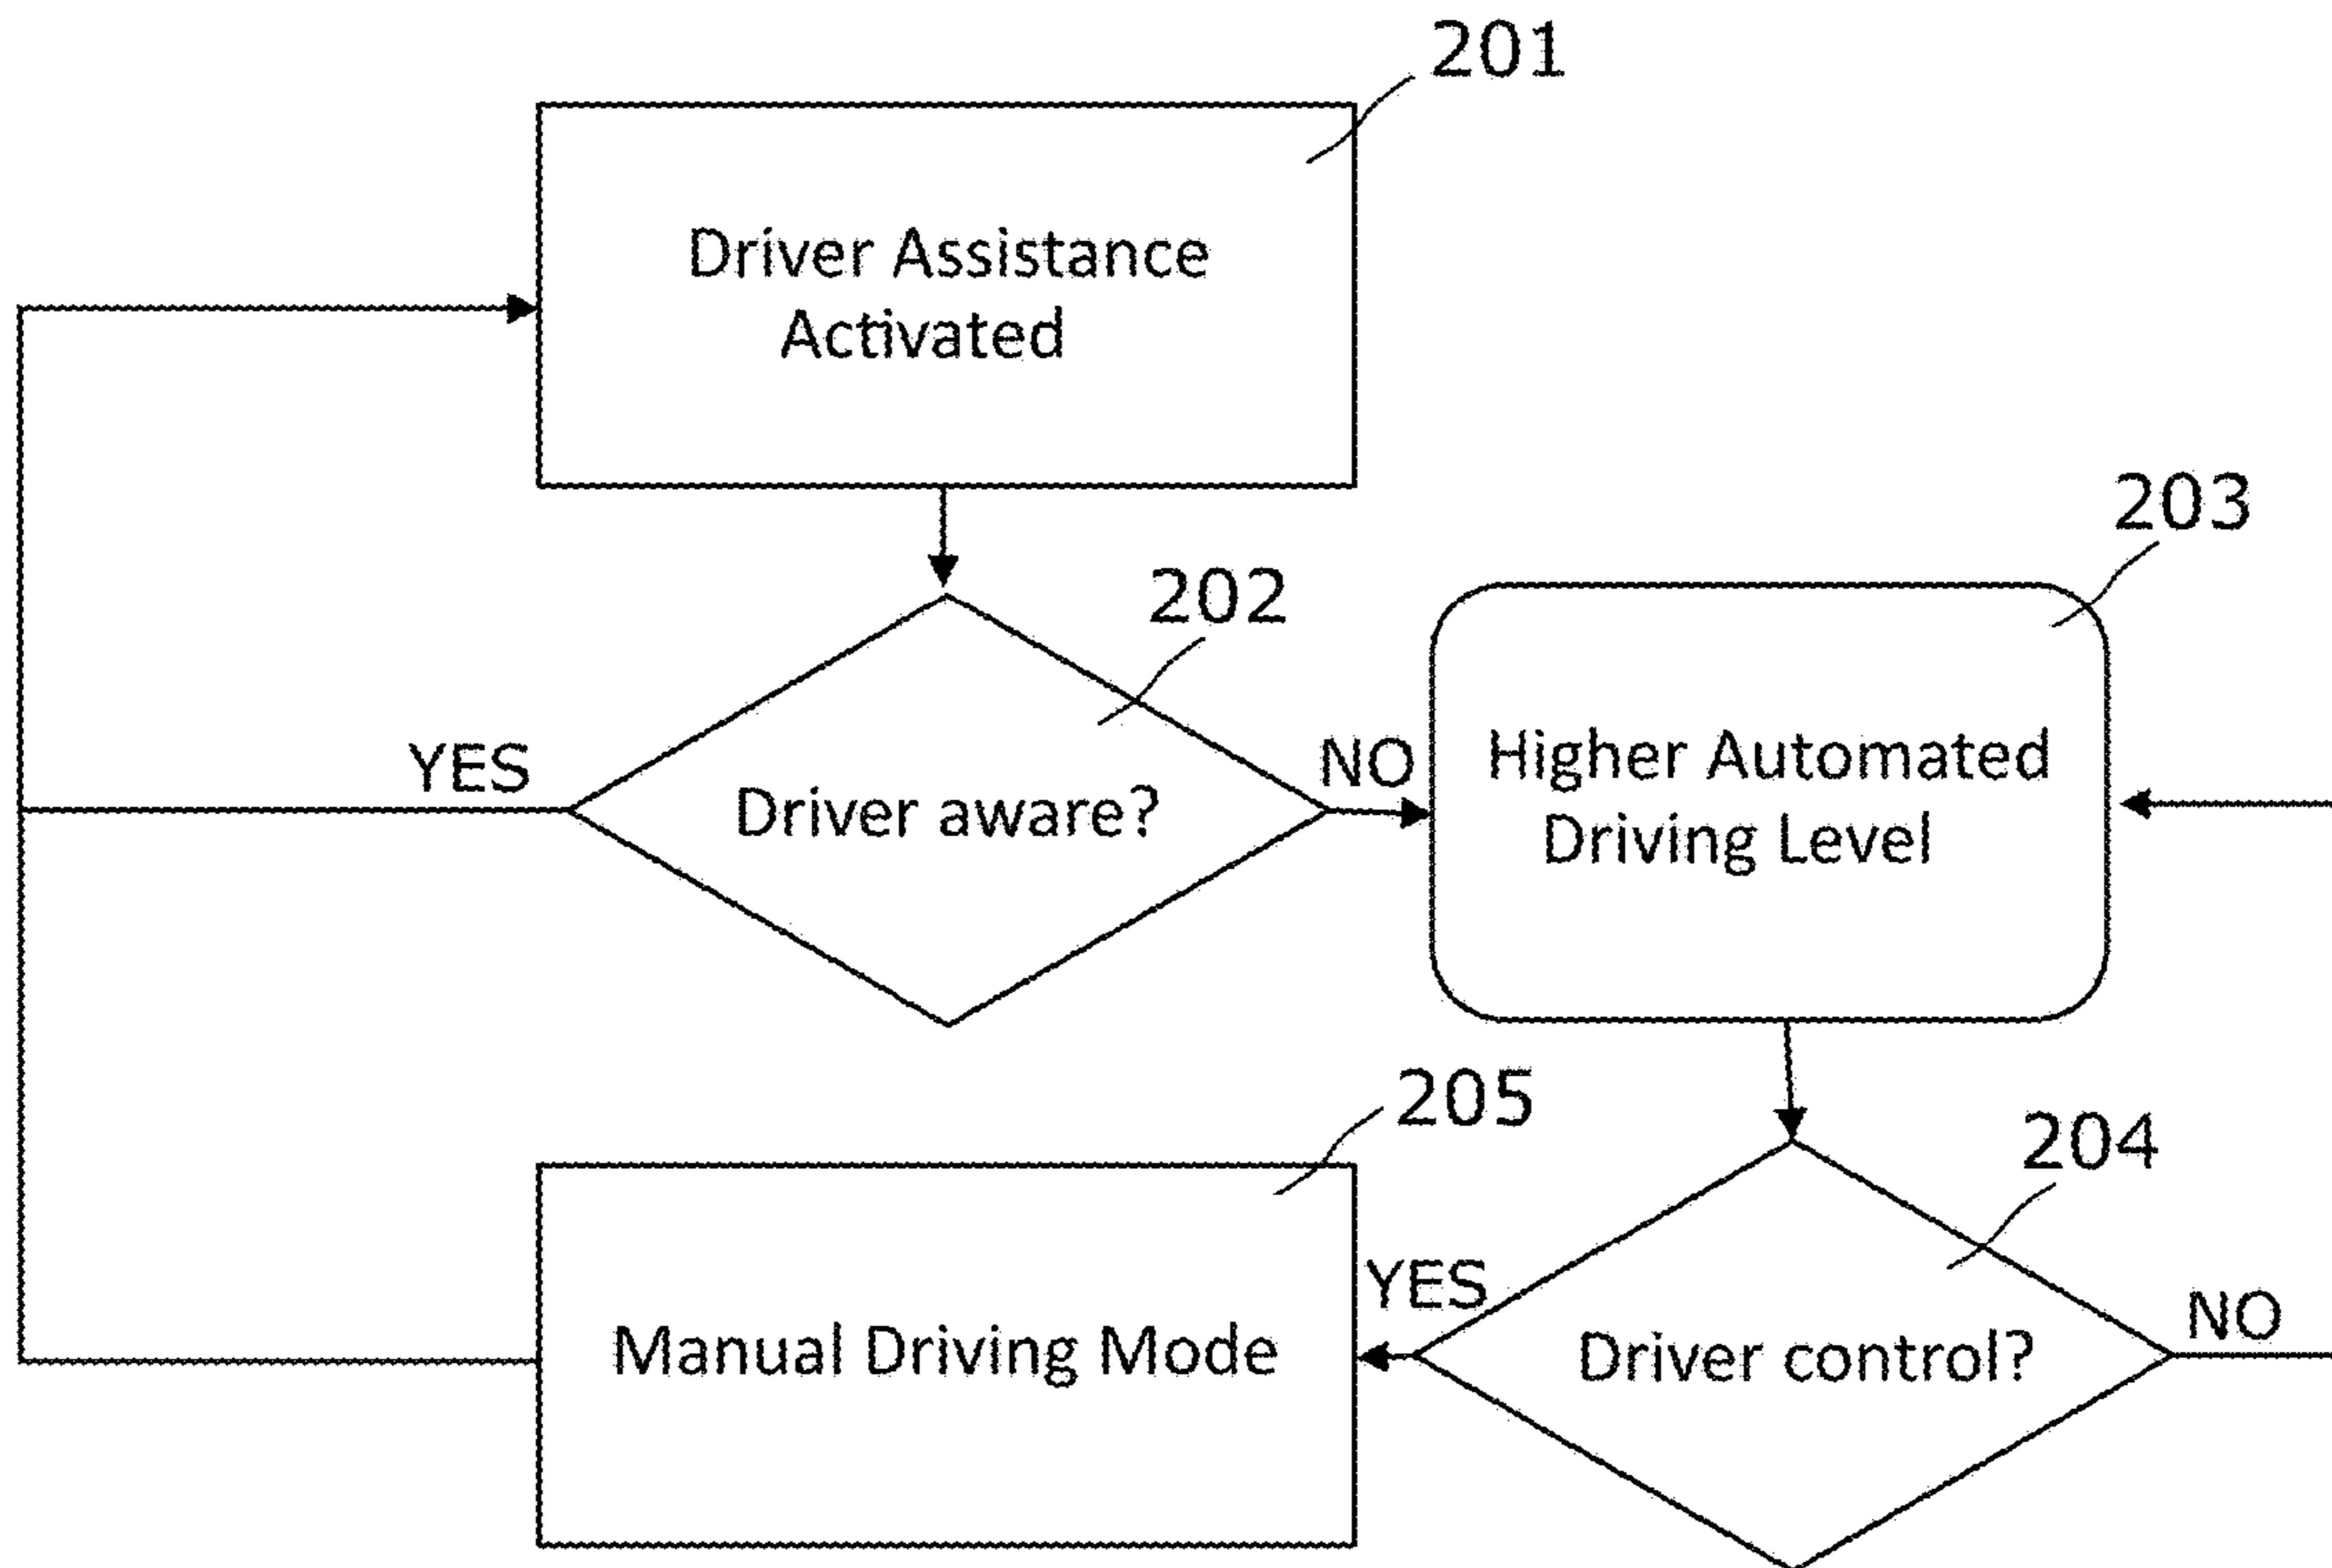 201
Driver Assistance
Activated
202
203
YES
Driver aware?
NO
Higher Automated
Driving Level
205
204
Manual Driving Mode
YES
Driver control?
NO